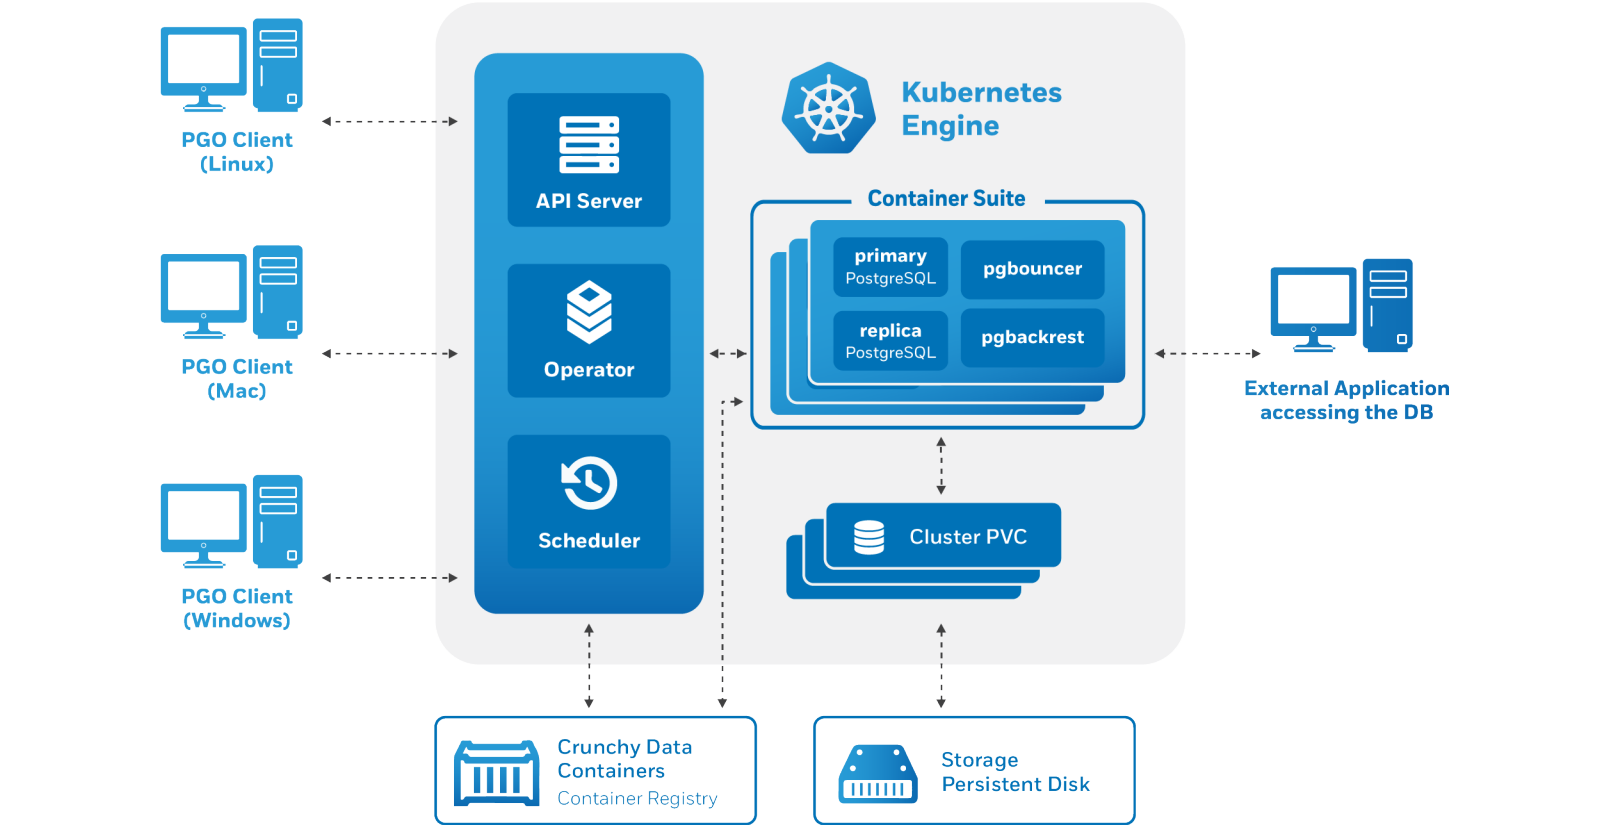 PGO Client
(Linux)
PGO Client
(Mac)
PGO Client
(Windows)
API Server
Operator
Scheduler
Kubernetes
Engine
Container Suite
primary
PostgreSQL
pgbouncer
replica
PostgreSQL
pgbackrest
Cluster PVC
External Application
accessing the DB
Crunchy Data
Containers
Container Registry
Storage
Persistent Disk